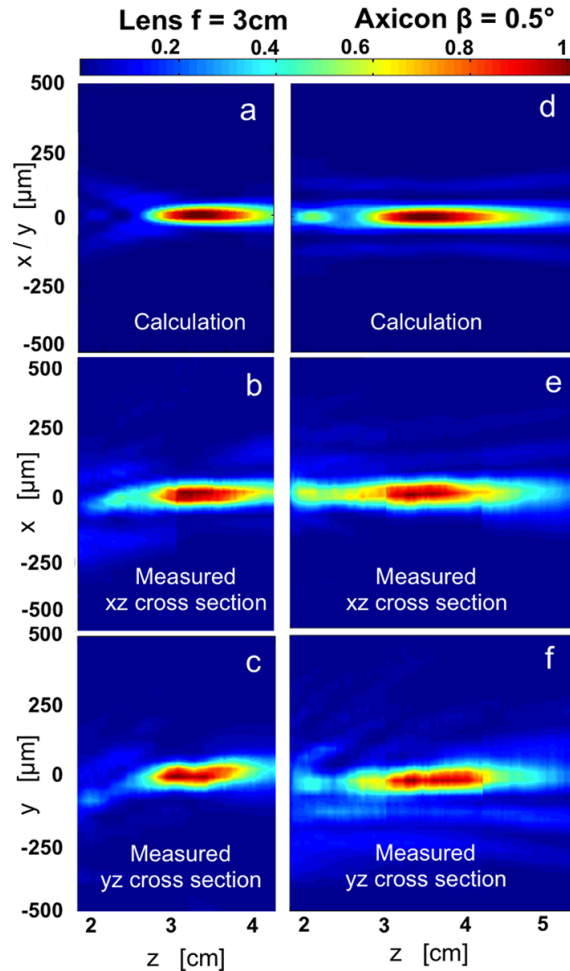 Lens f = 3cm Axicon β = 0.5°
0.2 0.4 0.6 0.8 1
500
250
0
-250
-500
x / y [μm]
a
Calculation
d
Calculation
500
250
0
-250
-500
x [μm]
b
Measured
xz cross section
e
Measured
xz cross section
500
250
0
-250
-500
y [μm]
c
Measured
yz cross section
f
Measured
yz cross section
2 3 4
z [cm]
2 3 4 5
z [cm]